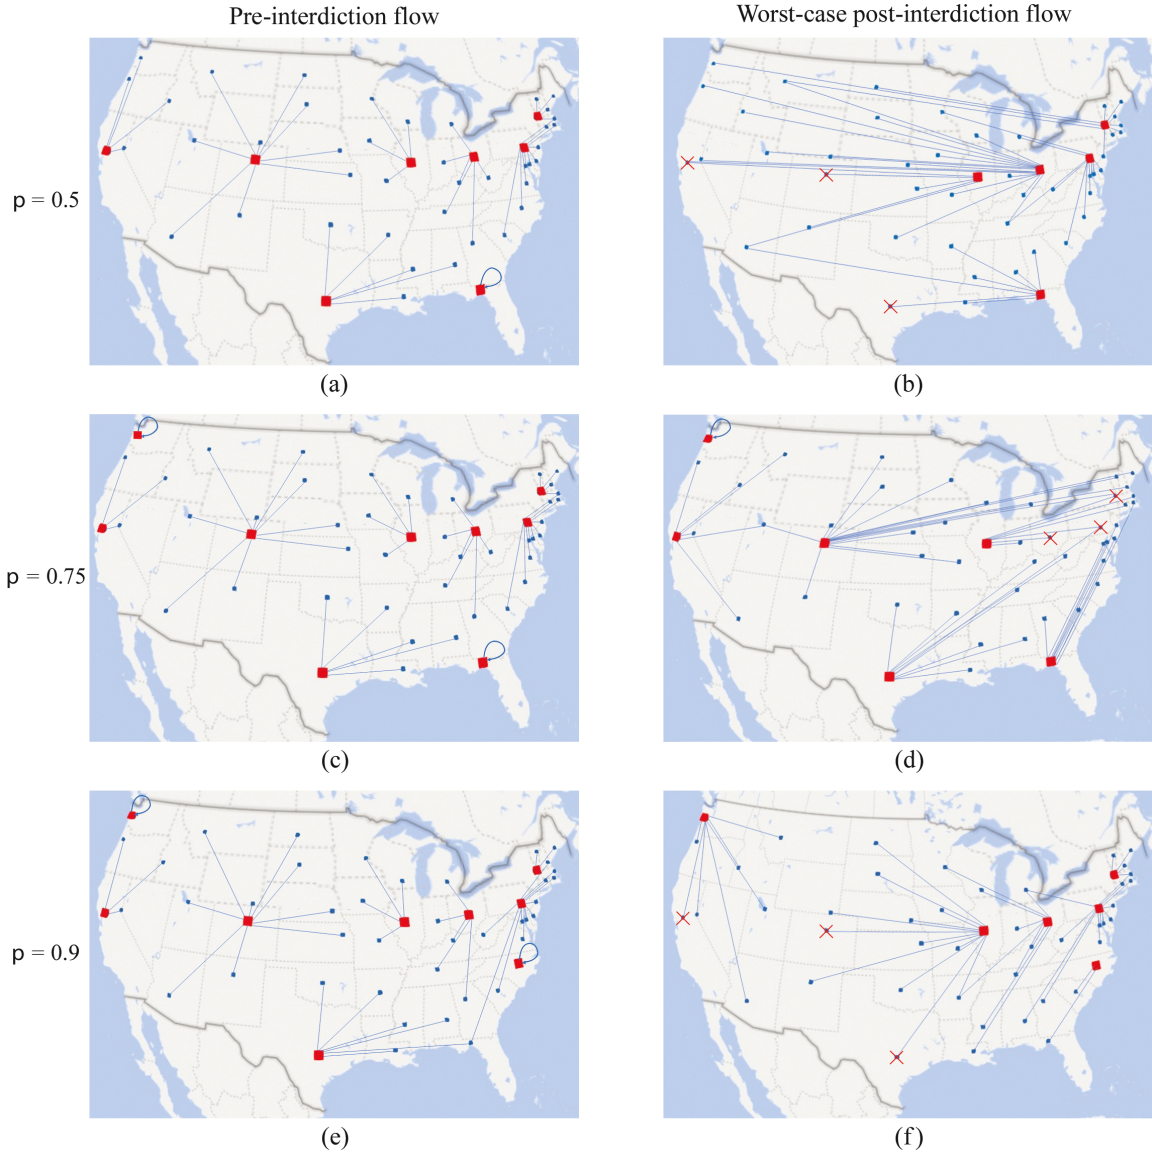 Pre-interdiction flow
Worst-case post-interdiction flow
p = 0.5
(a)
(b)
p = 0.75
(c)
(d)
p = 0.9
(e)
(f)